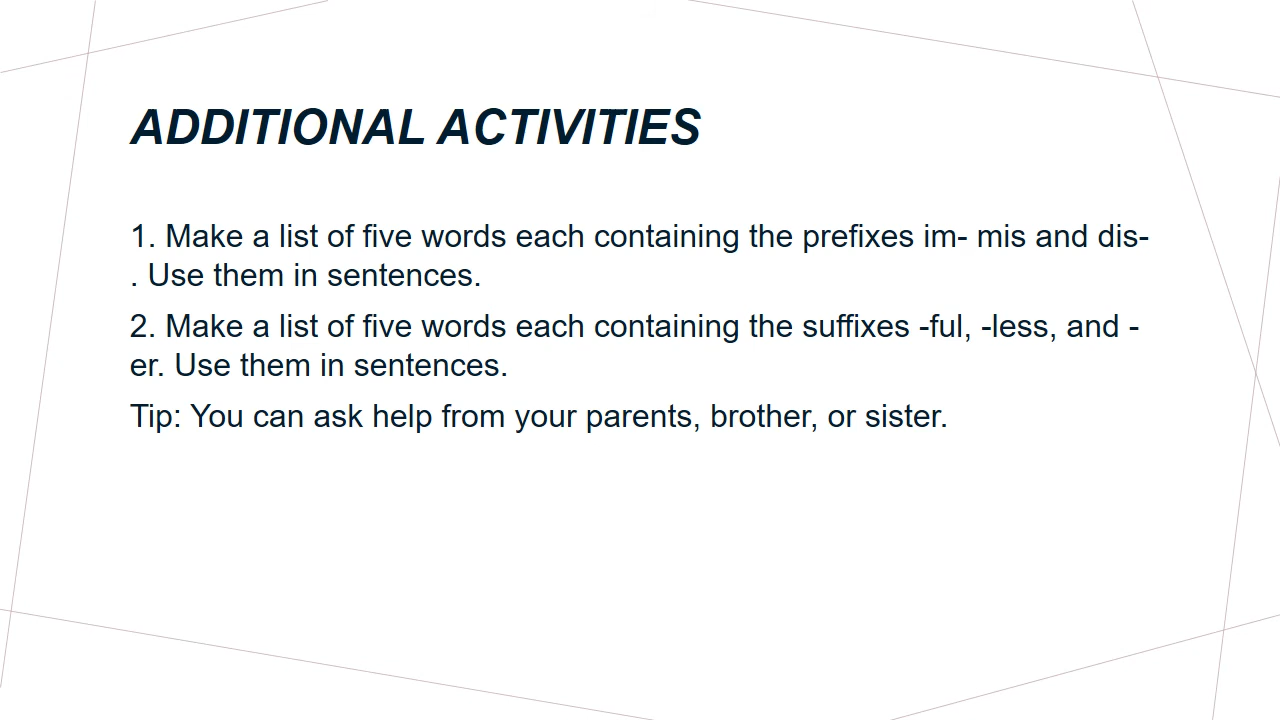 ADDITIONAL ACTIVITIES
1. Make a list of five words each containing the prefixes im- mis and dis-
. Use them in sentences.
2. Make a list of five words each containing the suffixes -ful, -less, and -
er. Use them in sentences.
Tip: You can ask help from your parents, brother, or sister.